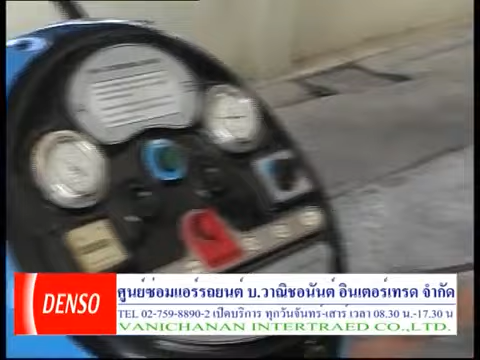 DENSO
ศูนย์ซ่อมแอร์รถยนต์ บ.วาณิชอนันต์ อินเตอร์เทรด จำกัด
TEL 02-759-8890-2 เปิดบริการ ทุกวันจันทร์-เสาร์ เวลา 08.30 น.-17.30 น
VANICHANAN INTERTRAED CO.,LTD.